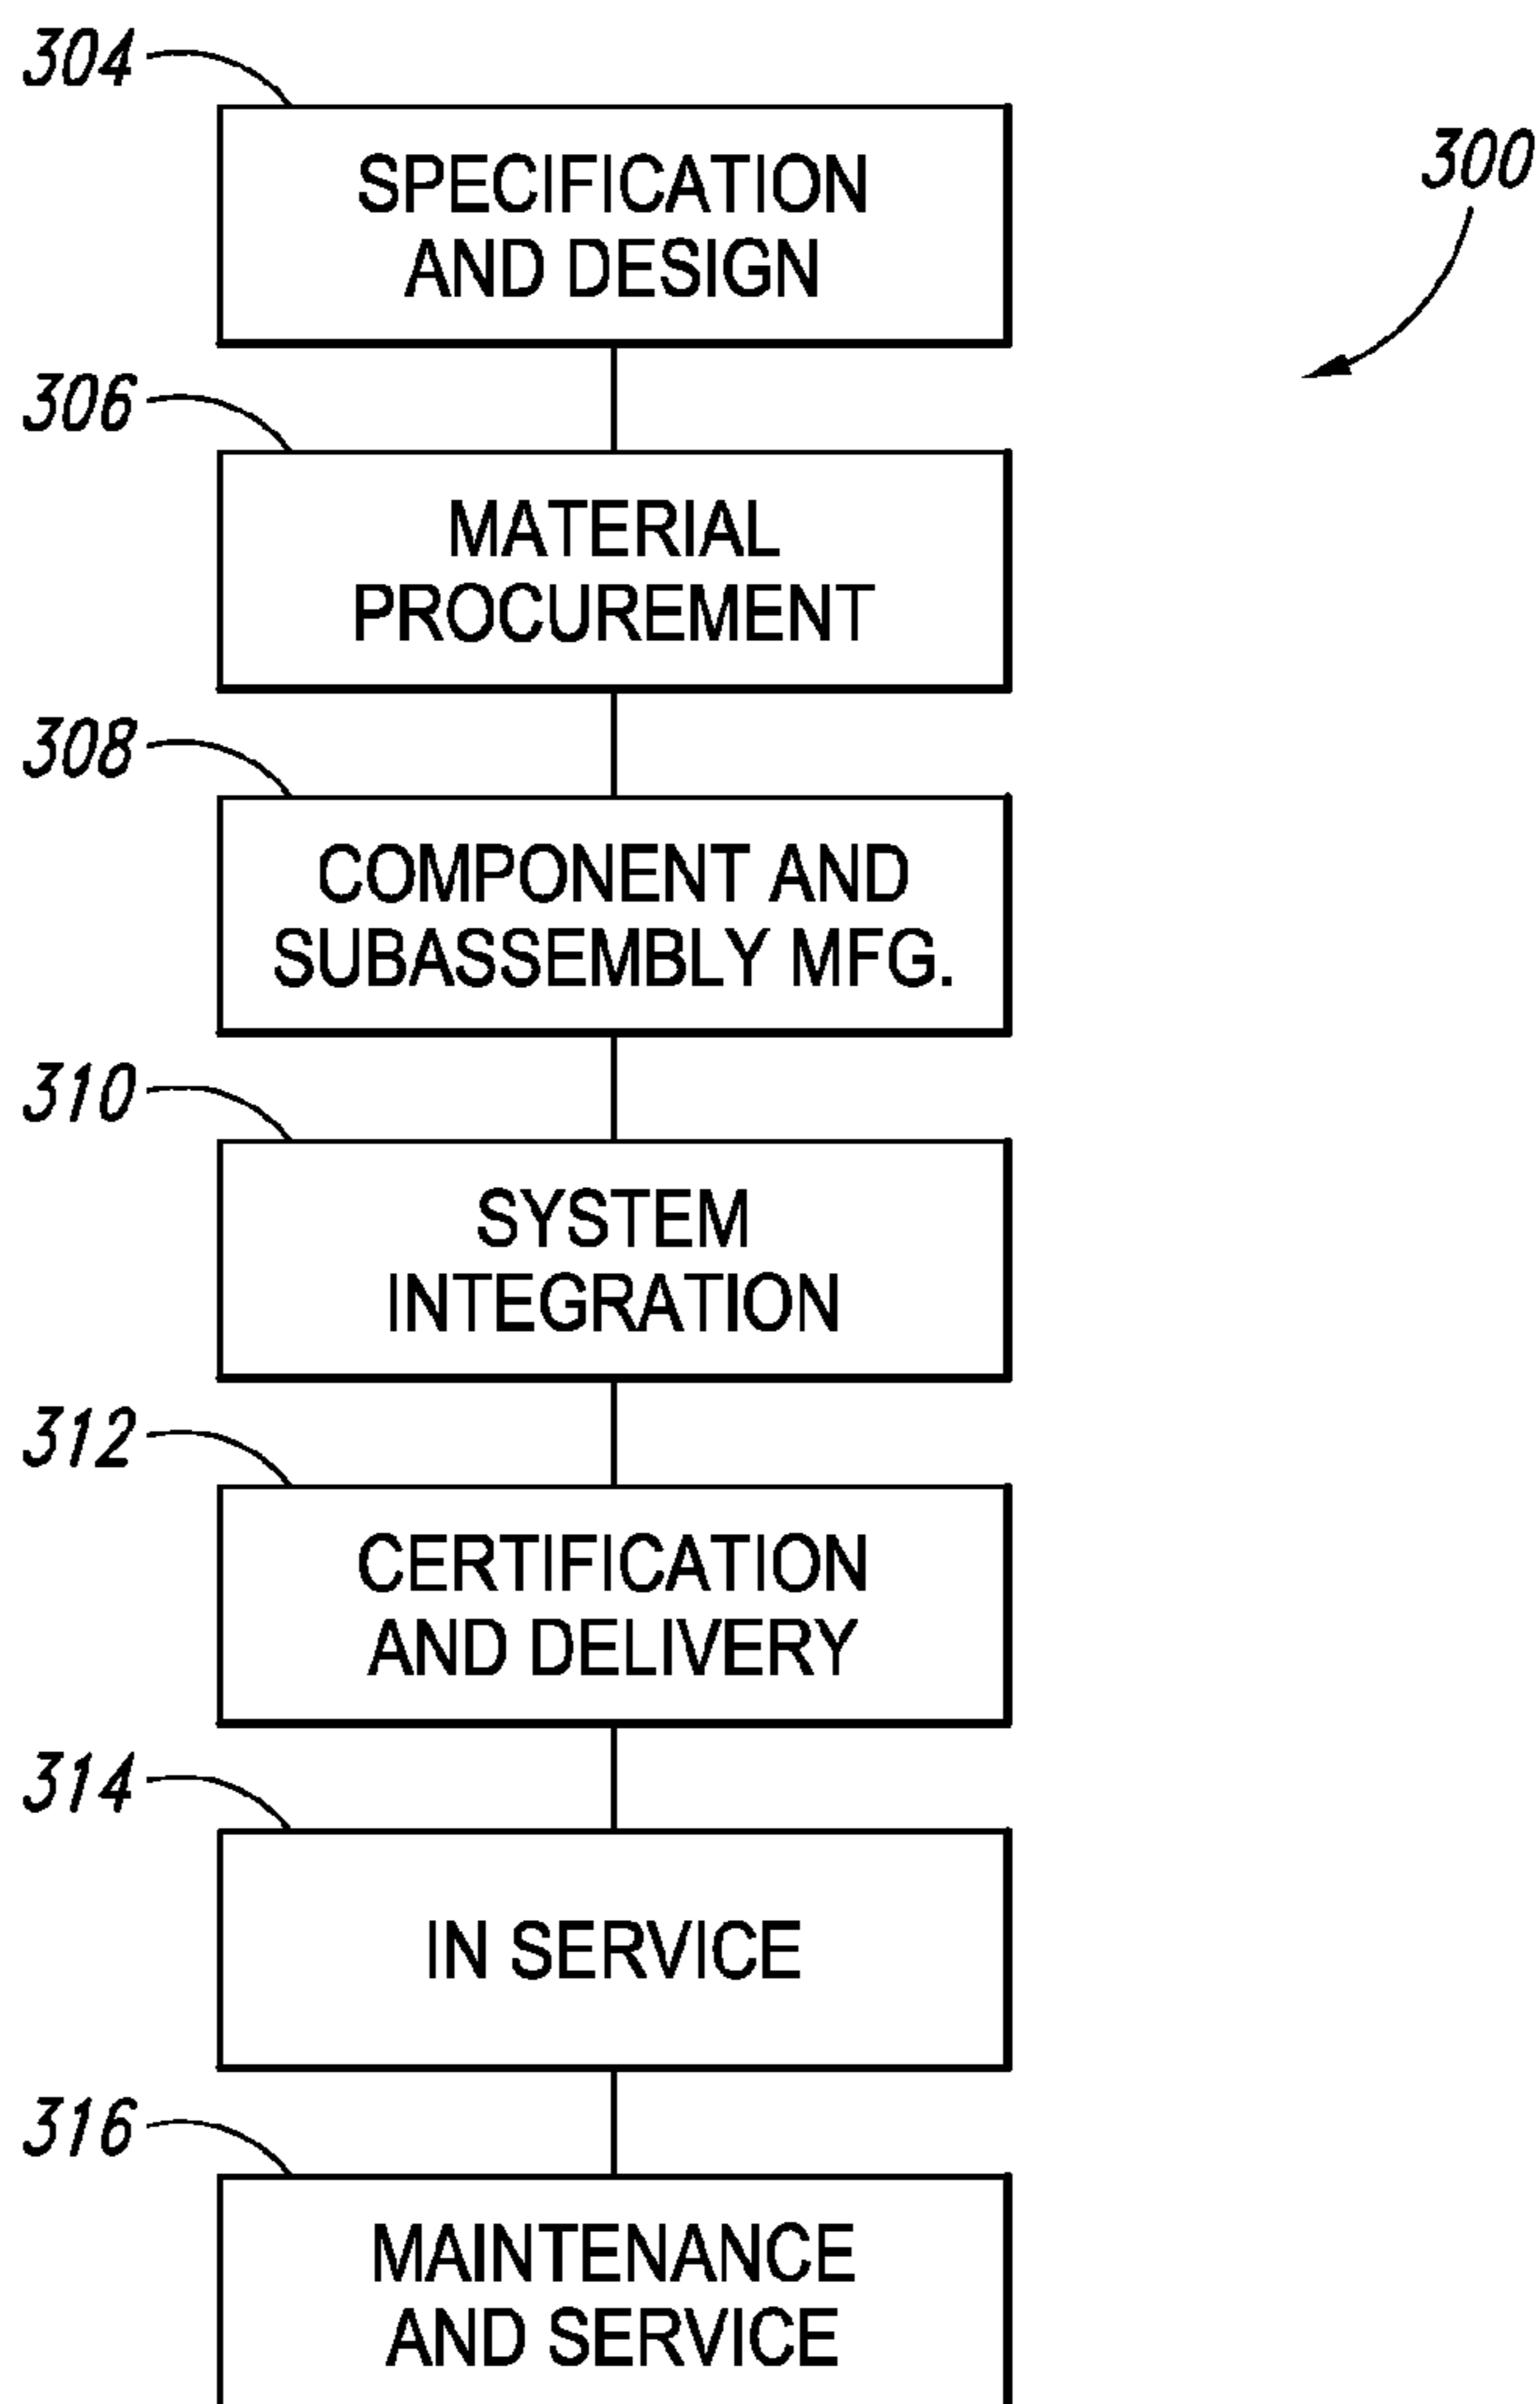 304
SPECIFICATION
AND DESIGN
300
306
MATERIAL
PROCUREMENT
308
COMPONENT AND
SUBASSEMBLY MFG.
310
SYSTEM
INTEGRATION
312
CERTIFICATION
AND DELIVERY
314
IN SERVICE
316
MAINTENANCE
AND SERVICE